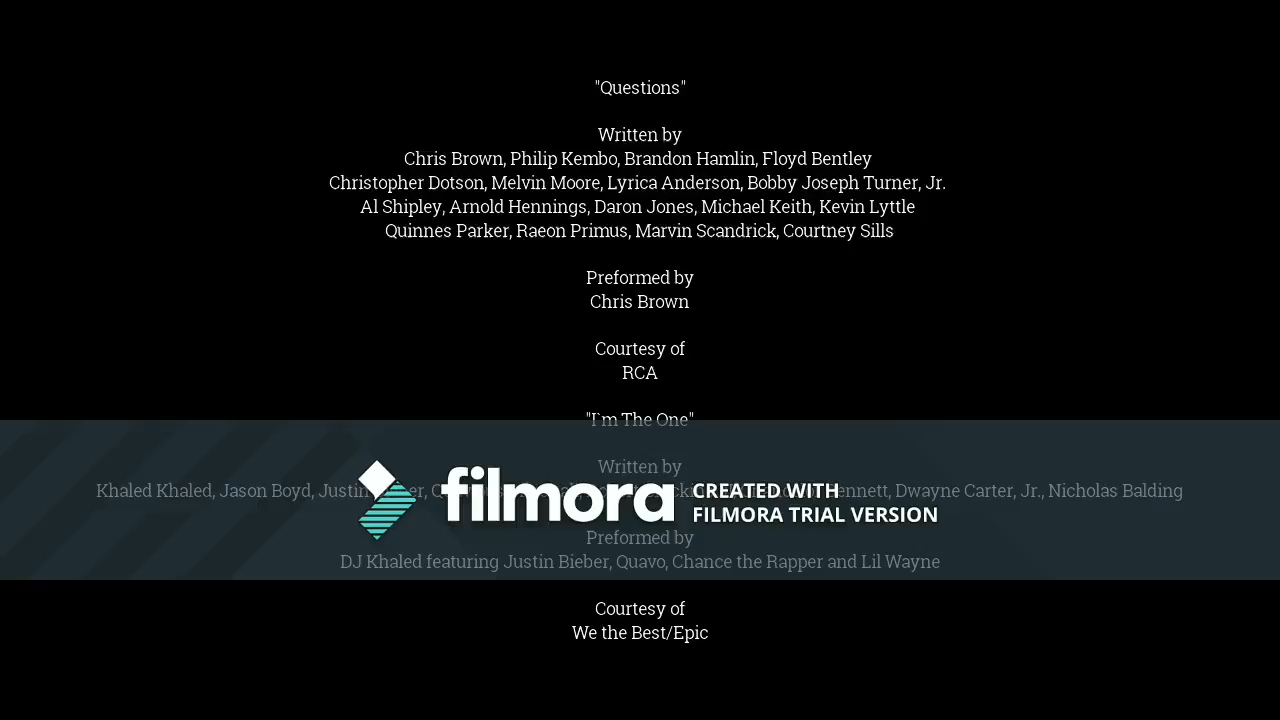 "Questions"
Written by
Chris Brown, Philip Kembo, Brandon Hamlin, Floyd Bentley
Christopher Dotson, Melvin Moore, Lyrica Anderson, Bobby Joseph Turner, Jr.
Al Shipley, Arnold Hennings, Daron Jones, Michael Keith, Kevin Lyttle
Quinnes Parker, Raeon Primus, Marvin Scandrick, Courtney Sills
Preformed by
Chris Brown
Courtesy of
RCA
"I`m The One"
Written by
Khaled Khaled, Jason Boyd, Dwayne Carter, Jr., Nicholas Balding
filmora
CREATED WITH
FILMORA TRIAL VERSION
Preformed by
DJ Khaled featuring Justin Bieber, Quavo, Chance the Rapper and Lil Wayne
Courtesy of
We the Best/Epic